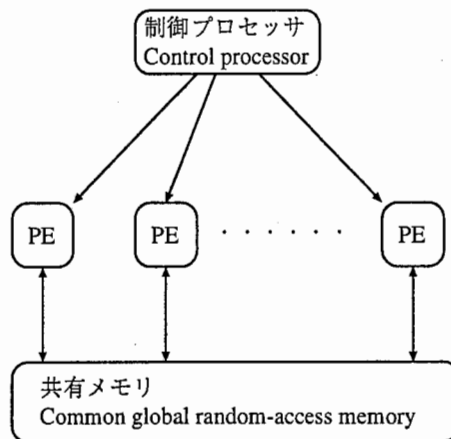 制御プロセッサ
Control processor
PE
PE
· · · · · ·
PE
共有メモリ
Common global random-access memory